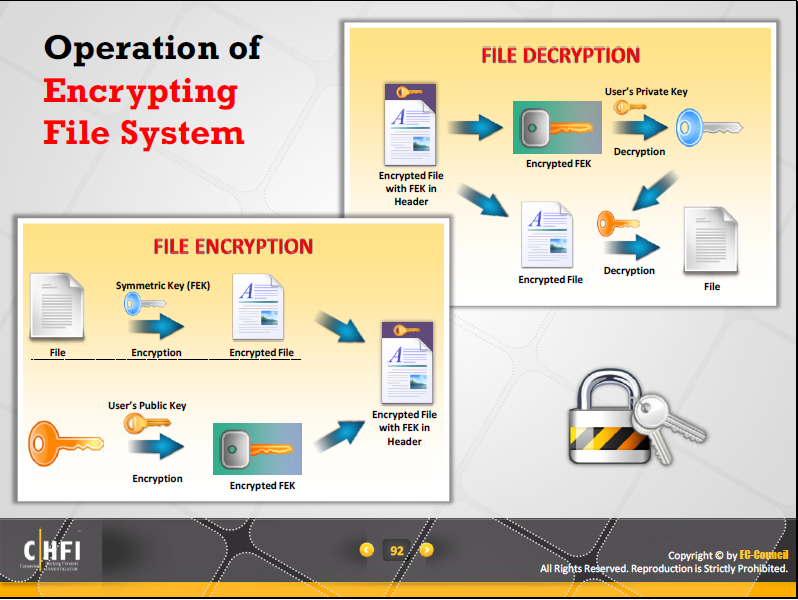 Operation of
Encrypting
File System
FILE DECRYPTION
User's Private Key
Decryption
Encrypted FEK
Encrypted File
with FEK in
Header
Encrypted File
Decryption
File
FILE ENCRYPTION
Symmetric Key (FEK)
File
Encryption
Encrypted File
User's Public Key
Encryption
Encrypted FEK
Encrypted File
with FEK in
Header
CHFI
INVESTIGATOR
92
Copyright © by EC-Council
All Rights Reserved. Reproduction is Strictly Prohibited.